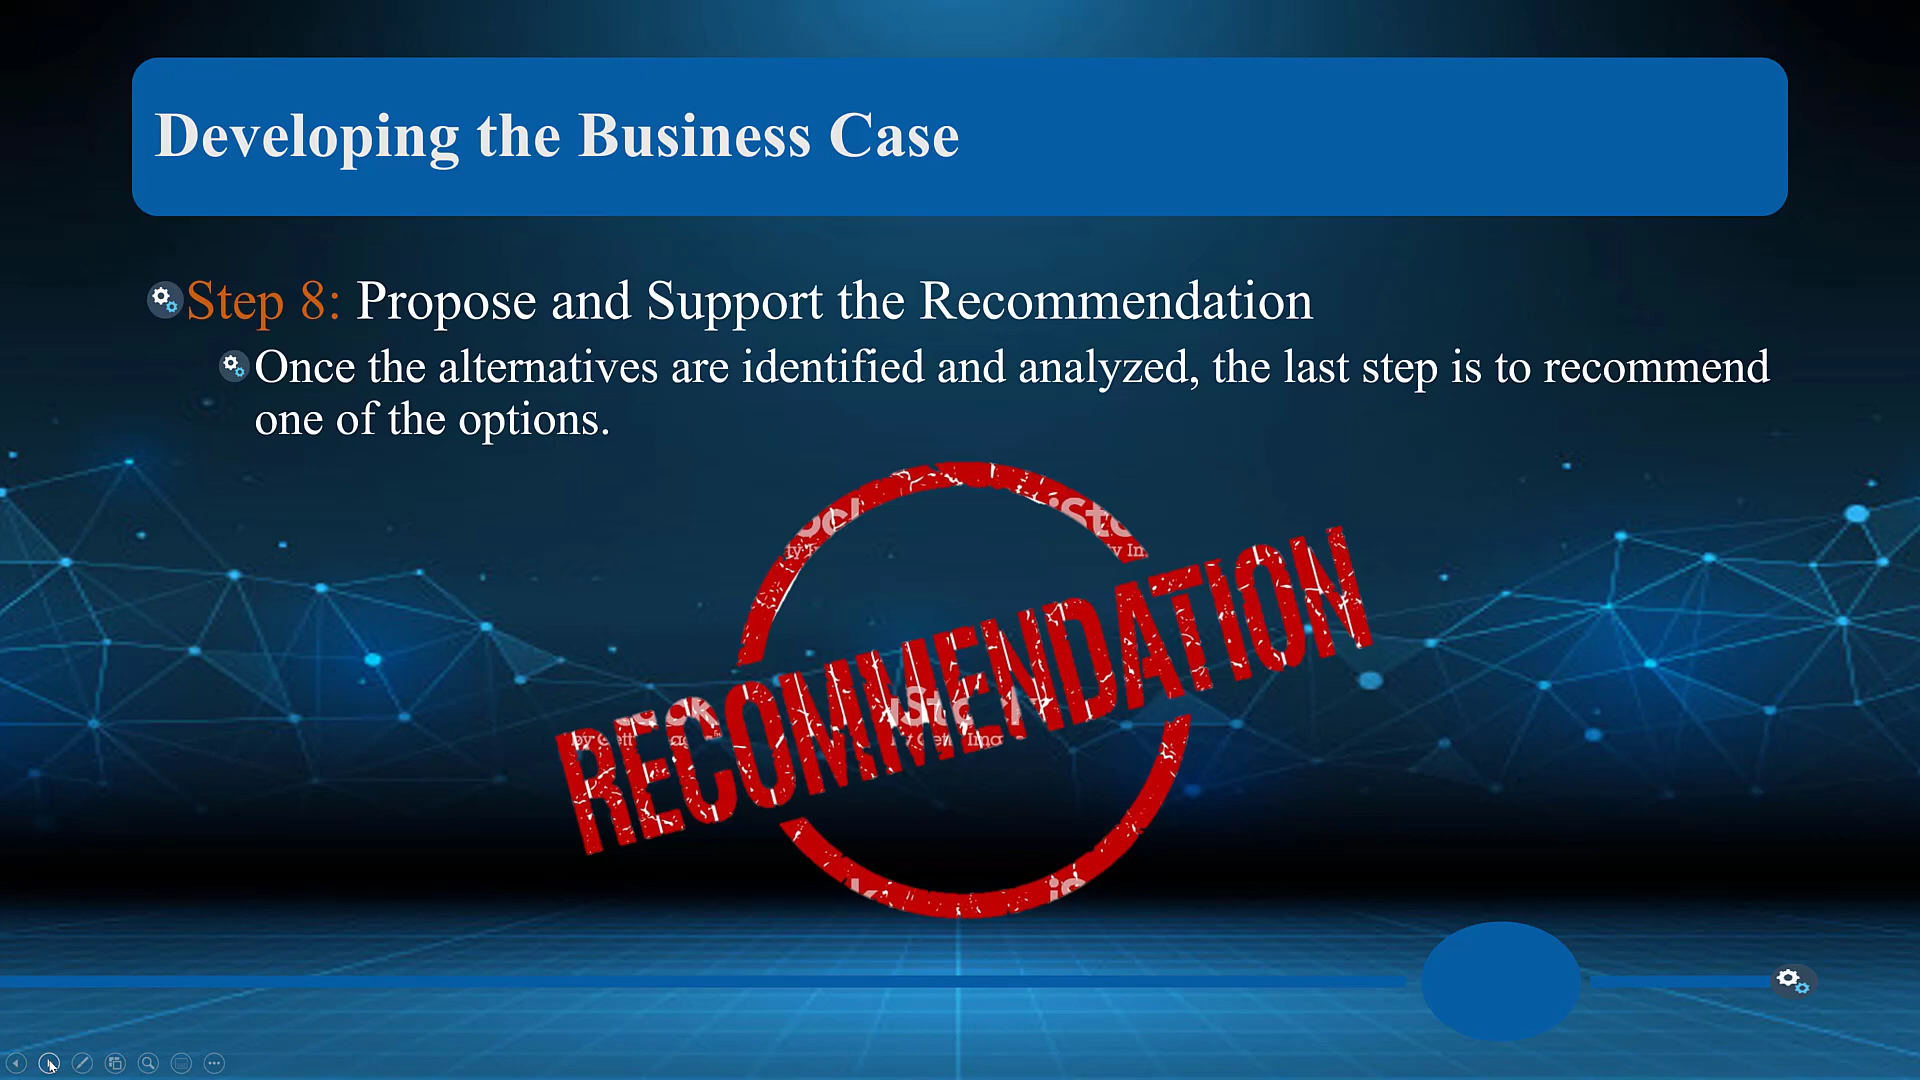 Developing the Business Case
Step 8: Propose and Support the Recommendation
Once the alternatives are identified and analyzed, the last step is to recommend
one of the options.
RECOMMENDATION